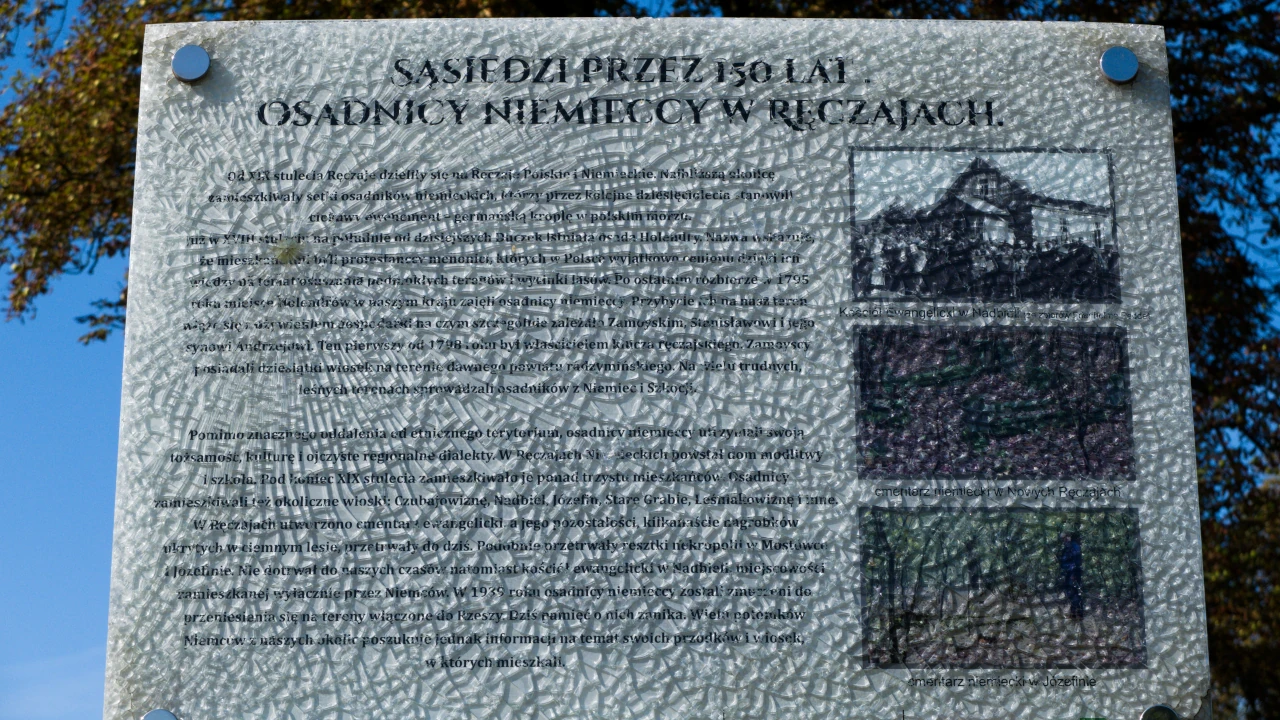 SĄSIEDZI PRZEZ 150 LAT.
OSADNICY NIEMIECCY W RĘCZAJACH.
Od XIX stulecia Ręczaje dzieliły się na Ręczaje Polskie i Niemieckie. Najbliższą okolicę
zamieszkiwały setki osadników niemieckich, którzy przez kolejne dziesięciolecia stanowili
ciekawy ewenement - germańską kroplę w polskim morzu.
Już w XVIII stuleciu na południe od dzisiejszych Duczek istniała osada Holendry. Nazwa wskazuje,
że mieszkańcami byli protestanccy menonici, których w Polsce wyjątkowo ceniono dzięki ich
wiedzy na temat osuszania podmokłych terenów i wycinki lasów. Po ostatnim rozbiorze w 1795
roku miejsce Holendrów w naszym kraju zajęli osadnicy niemieccy. Przybycie ich na nasz teren
wiąże się z ożywieniem gospodarki na czym szczególnie zależało Zamoyskim, Stanisławowi i jego
synowi Andrzejowi. Ten pierwszy od 1798 roku był właścicielem klucza ręczajskiego. Zamoyscy
posiadali dziesiątki wiosek na terenie dawnego powiatu radzymińskiego. Na wielu trudnych,
leśnych terenach sprowadzali osadników z Niemiec i Szkocji.
Pomimo znacznego oddalenia od etnicznego terytorium, osadnicy niemieccy utrzymali swoją
tożsamość, kulturę i ojczyste regionalne dialekty. W Ręczajach Niemieckich powstał dom modlitwy
i szkoła. Pod koniec XIX stulecia zamieszkiwało je ponad trzystu mieszkańców. Osadnicy
zamieszkiwali też okoliczne wioski: Czubajowiznę, Nadbiel, Józefin, Stare Grabie, Leśniakowiznę i inne.
W Ręczajach utworzono cmentarz ewangelicki, a jego pozostałości, kilkanaście nagrobków
ukrytych w ciemnym lesie, przetrwały do dziś. Podobnie przetrwały resztki nekropolii w Mostówce
i Józefinie. Nie dotrwał do naszych czasów natomiast kościół ewangelicki w Nadbieli, miejscowości
zamieszkanej wyłącznie przez Niemców. W 1939 roku osadnicy niemieccy zostali zmuszeni do
przeniesienia się na tereny włączone do Rzeszy. Dziś pamięć o nich zanika. Wielu potomków
Niemców z naszych okolic poszukuje jednak informacji na temat swoich przodków i wiosek,
w których mieszkali.
Kościół ewangelicki w Nadbieli
cmentarz niemiecki w Nowych Ręczajach
cmentarz niemiecki w Józefinie